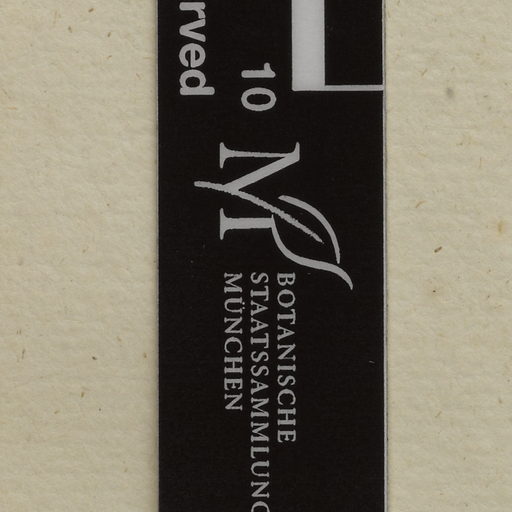 rved
10
M
BOTANISCHE
STAATSSAMMLUNG
MÜNCHEN